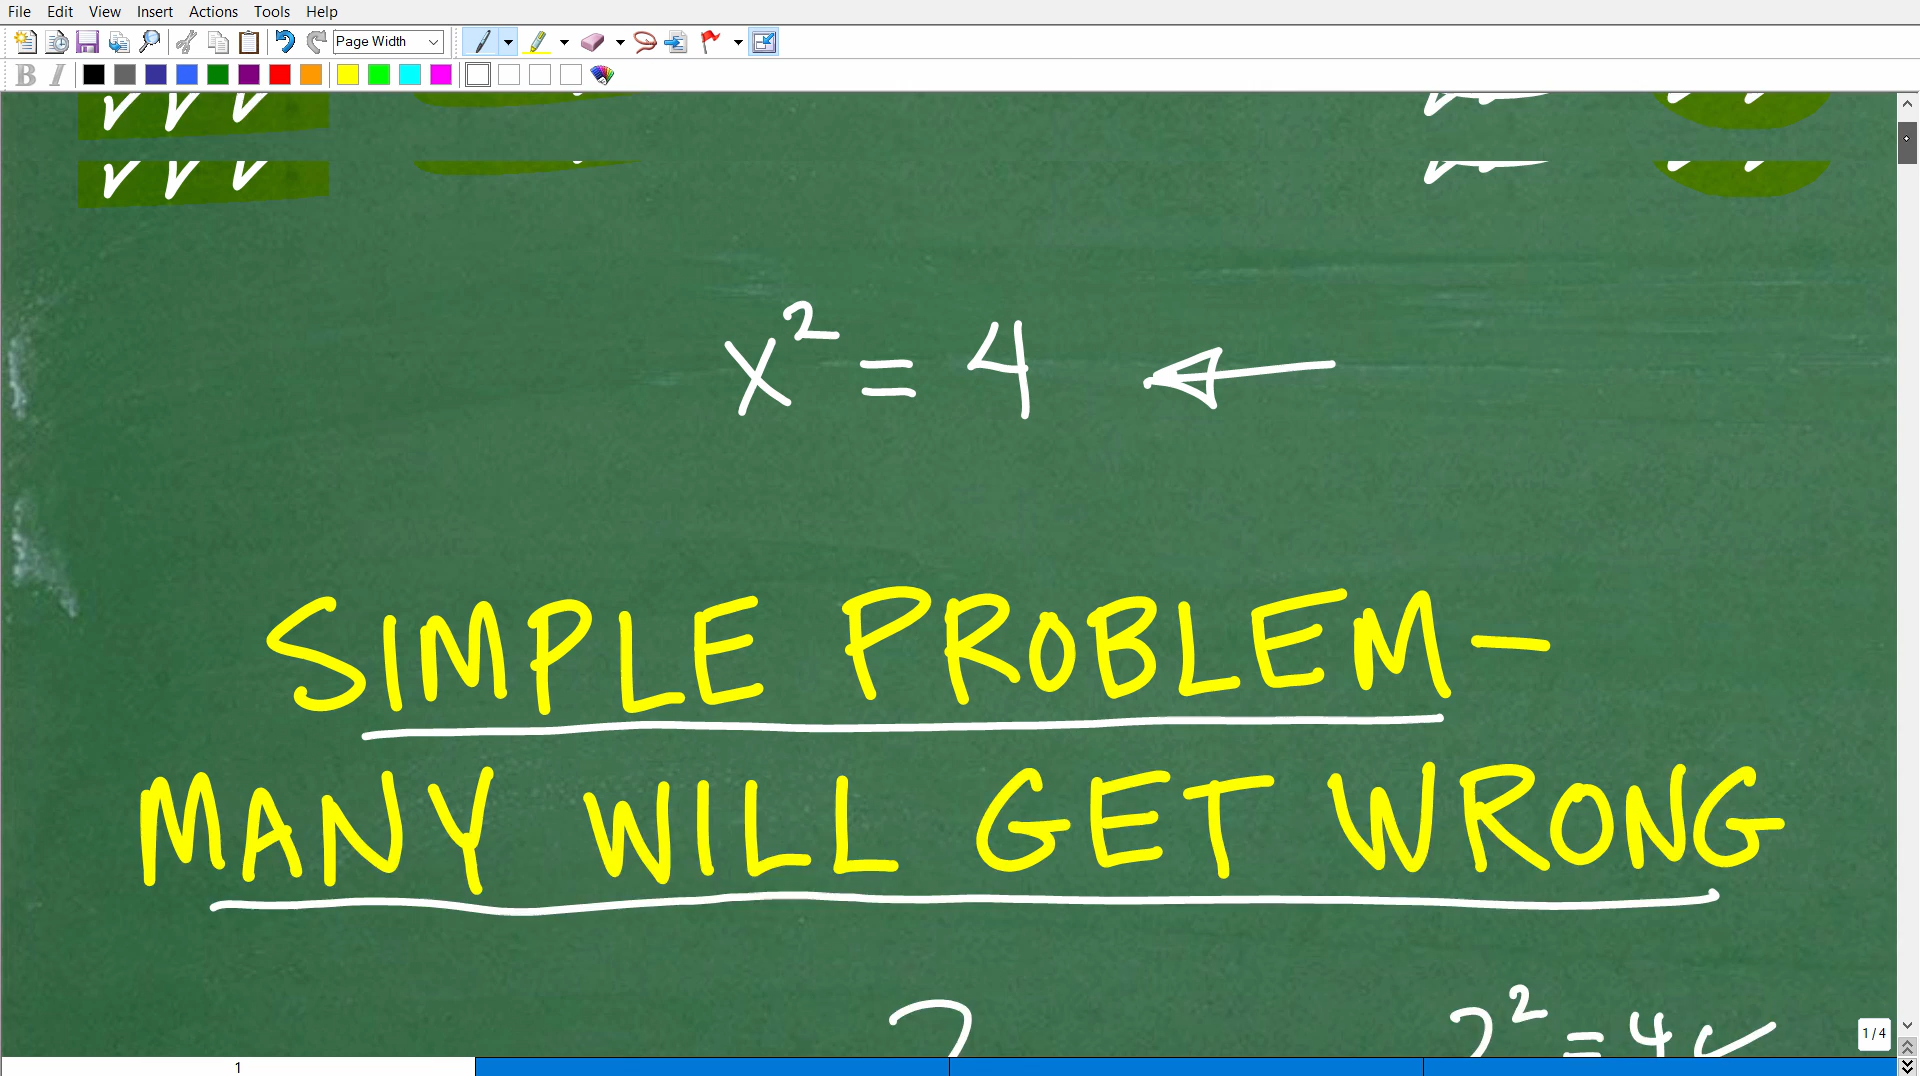 File Edit View Insert Actions Tools Help
Page Width
B I
x² = 4
SIMPLE PROBLEM-
MANY WILL GET WRONG
2² = 4
1 / 4
1